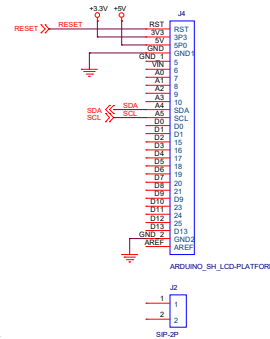 +3.3V +5V
J4
RESET RESET RST RST
3V3 3P3
5V 5P0
GND GND1
GND_1 5
VIN 6
A0 7
A1 8
A2 9
A3 10
SDA SDA A4 SDA
SCL SCL A5 SCL
D0 D0
D1 D1
D2 15
D3 16
D4 17
D5 18
D6 19
D7 20
D8 21
D9 D9
D10 23
D11 24
D12 25
D13 D13
GND_2 GND2
AREF AREF
ARDUINO_SH_LCD-PLATFOR
J2
1 1
2 2
SIP-2P